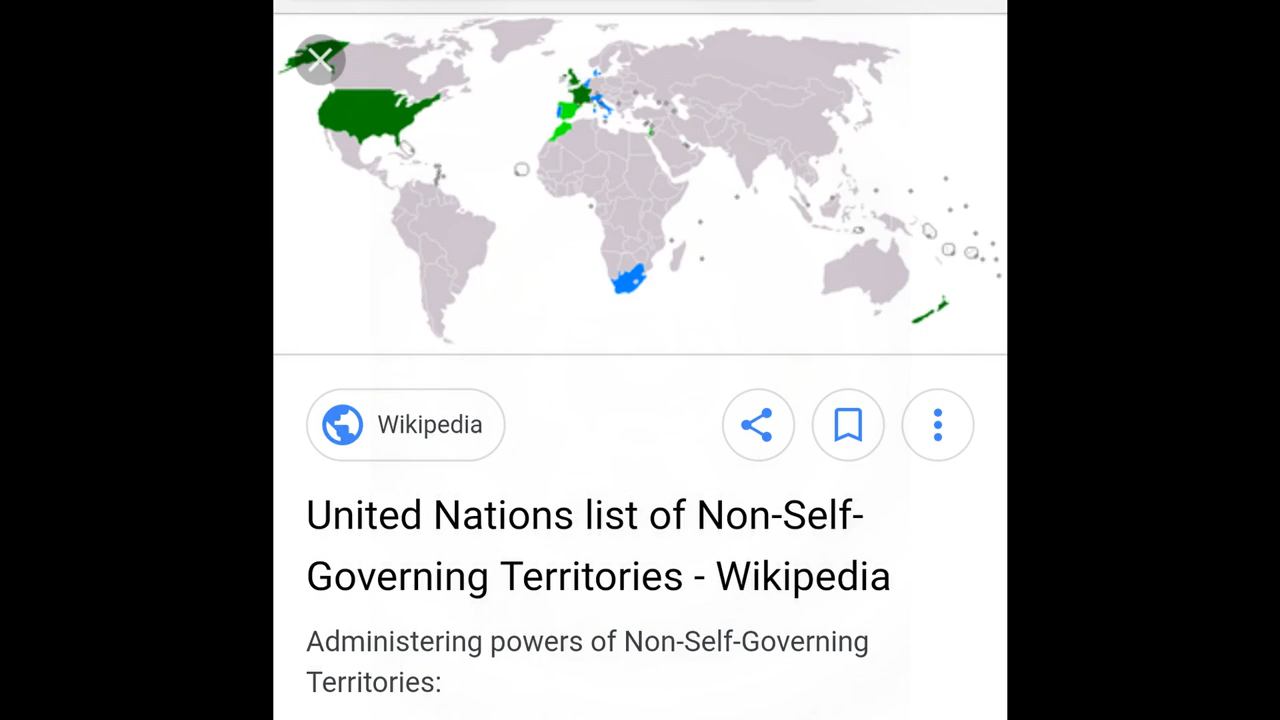 Wikipedia
United Nations list of Non-Self-
Governing Territories - Wikipedia
Administering powers of Non-Self-Governing
Territories: